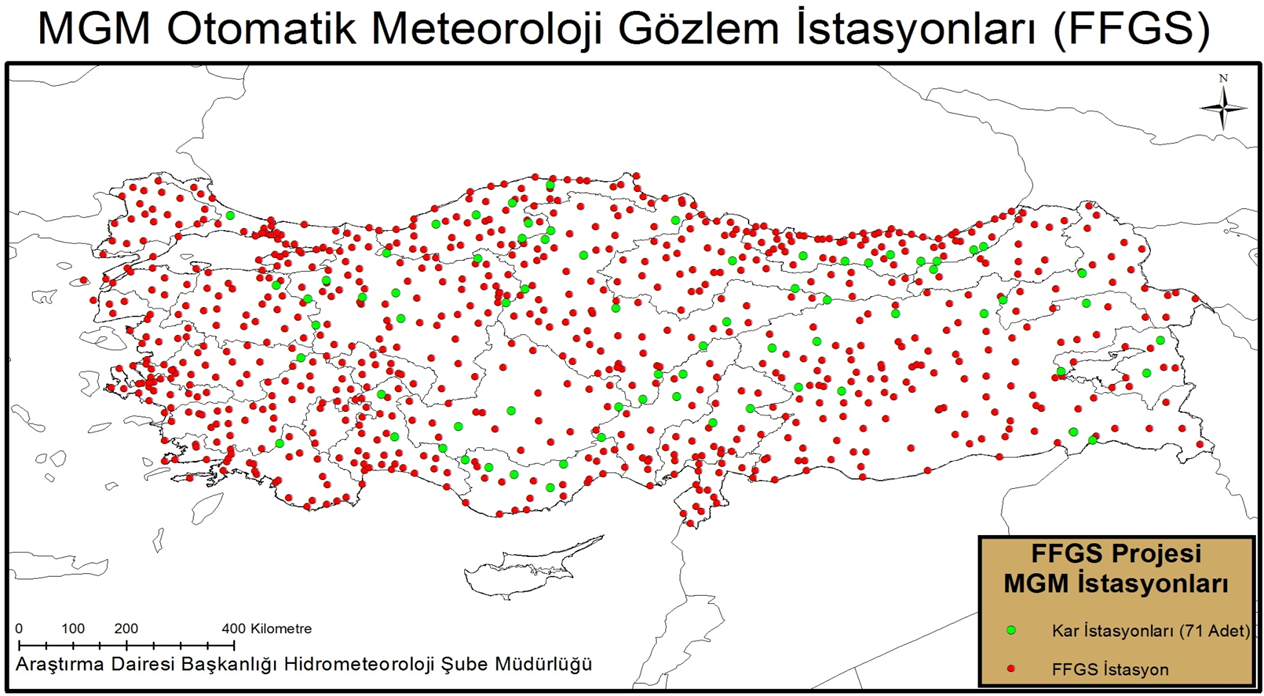 MGM Otomatik Meteoroloji Gözlem İstasyonları (FFGS)
N
FFGS Projesi
MGM İstasyonları
Kar İstasyonları (71 Adet)
FFGS İstasyon
0 100 200 400 Kilometre
Araştırma Dairesi Başkanlığı Hidrometeoroloji Şube Müdürlüğü